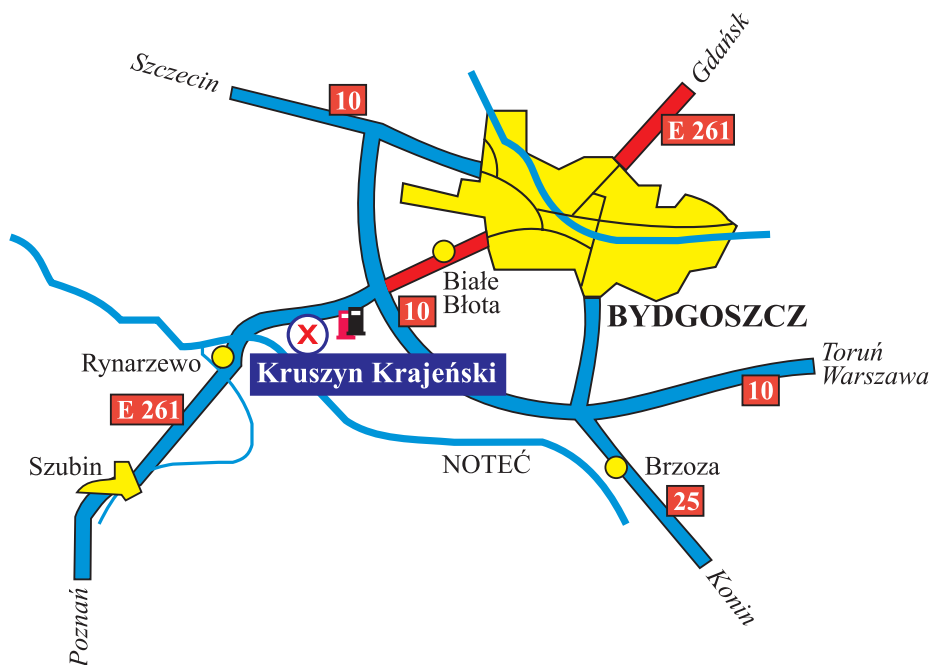 Szczecin
10
Gdańsk
E 261
Białe
Błota
10
BYDGOSZCZ
X
Kruszyn Krajeński
Rynarzewo
Toruń
Warszawa
10
E 261
Szubin
NOTEĆ
Brzoza
25
Poznań
Konin